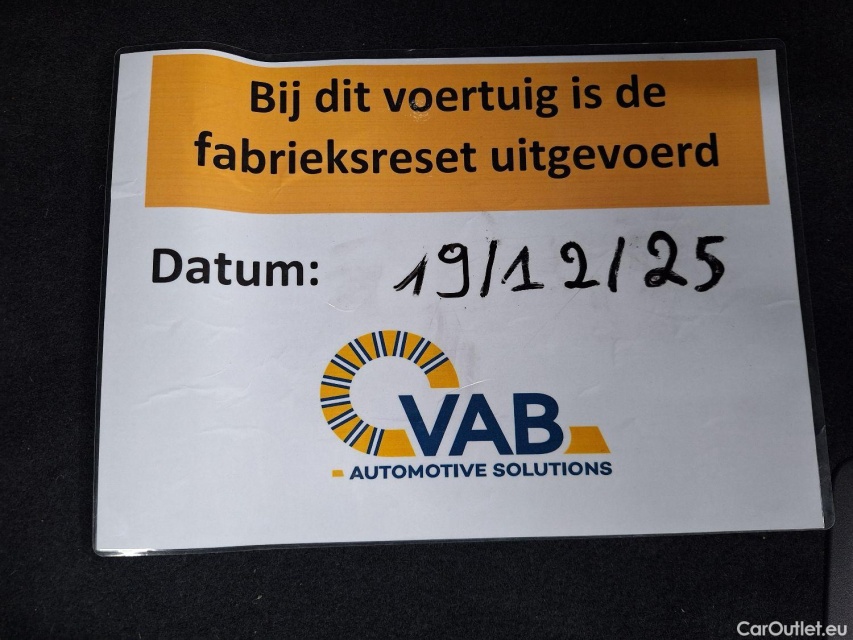 Bij dit voertuig is de
fabrieksreset uitgevoerd
Datum: 19/12/25
VAB
AUTOMOTIVE SOLUTIONS
CarOutlet.eu